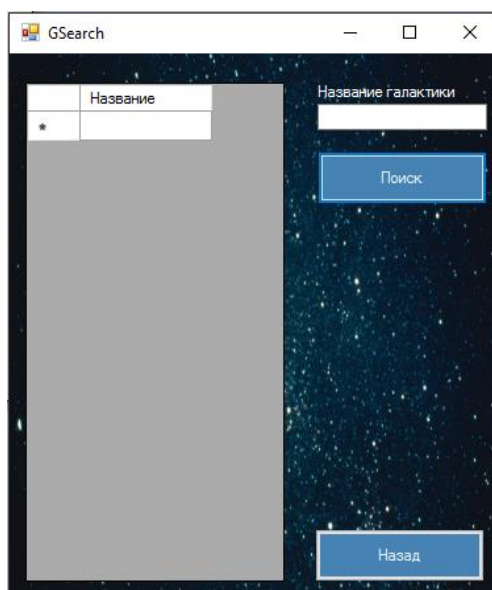 GSearch
Название
*
Название галактики
Поиск
Назад